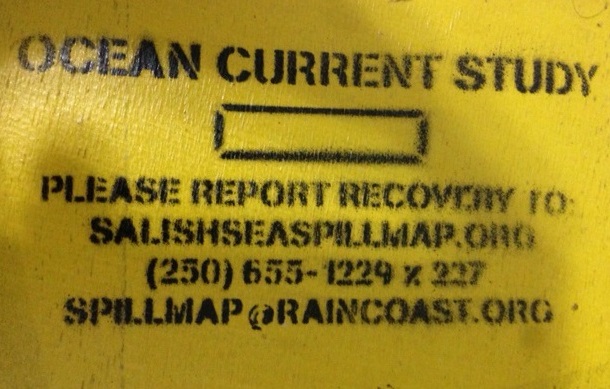 OCEAN CURRENT STUDY
PLEASE REPORT RECOVERY TO:
SALISHSEASPILLMAP.ORG
(250) 655-1229 x 227
SPILLMAP@RAINCOAST.ORG